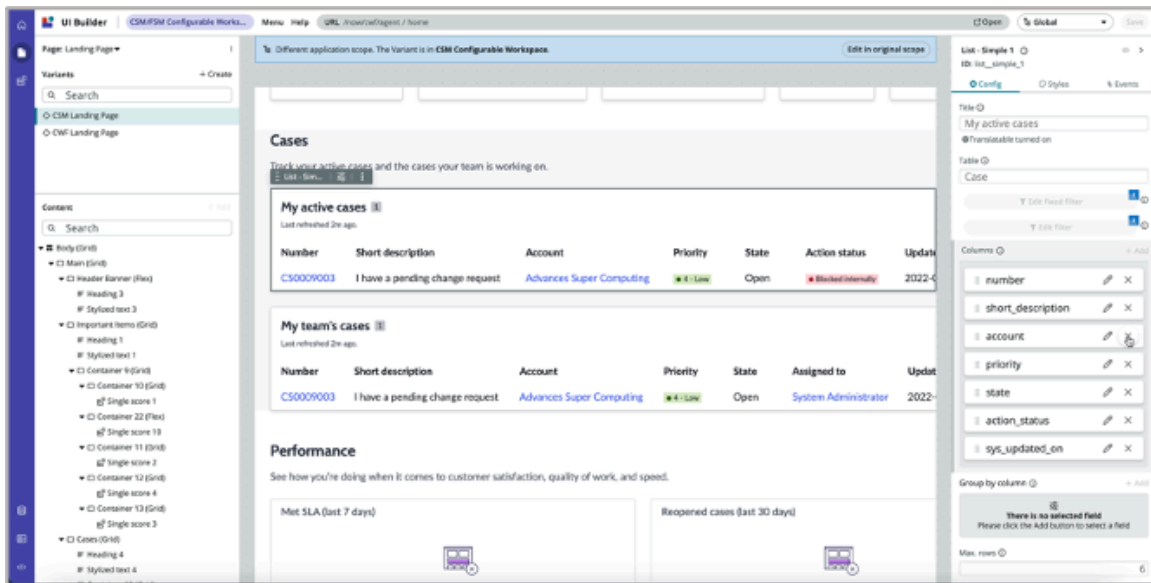 UI Builder
CSM/FSM Configurable Works...
Menu Help
URL /now/cwf/agent / home
Open
Global
Save
Page: Landing Page
Variants
+ Create
Search
CSM Landing Page
CWF Landing Page
Content
+ Add
Search
Body (Grid)
Main (Grid)
Header Banner (Flex)
Heading 3
Stylized text 3
Important Items (Grid)
Heading 1
Stylized text 1
Container 9 (Grid)
Container 10 (Grid)
Single score 1
Container 22 (Flex)
Single score 10
Container 11 (Grid)
Single score 2
Container 12 (Grid)
Single score 4
Container 13 (Grid)
Single score 3
Cases (Grid)
Heading 4
Stylized text 4
Different application scope. The Variant is in CSM Configurable Workspace.
Edit in original scope
Cases
Track your active cases and the cases your team is working on.
List - Sim...
My active cases 1
Last refreshed 2m ago.
Number Short description Account Priority State Action status Update
CS0009003 I have a pending change request Advances Super Computing 4 - Low Open Blocked Internally 2022-0
My team's cases 1
Last refreshed 2m ago.
Number Short description Account Priority State Assigned to Updat
CS0009003 I have a pending change request Advances Super Computing 4 - Low Open System Administrator 2022-
Performance
See how you're doing when it comes to customer satisfaction, quality of work, and speed.
Met SLA (last 7 days)
Reopened cases (last 30 days)
List - Simple 1
ID: list_simple_1
Config
Styles
Events
Title
My active cases
Translatable turned on
Table
Case
Edit fixed filter
Edit filter
Columns
+ Add
number
short_description
account
priority
state
action_status
sys_updated_on
Group by column
+ Add
There is no selected field
Please click the Add button to select a field
Max. rows
6